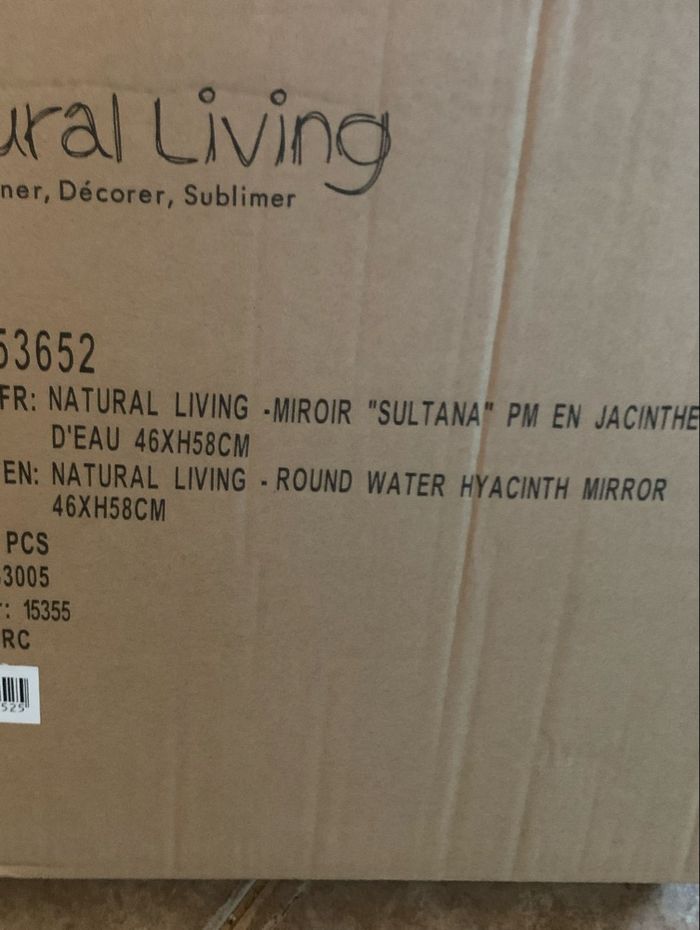 ural Living
ner, Décorer, Sublimer
53652
FR: NATURAL LIVING -MIROIR "SULTANA" PM EN JACINTHE
D'EAU 46XH58CM
EN: NATURAL LIVING - ROUND WATER HYACINTH MIRROR
46XH58CM
PCS
3005
: 15355
RC
525